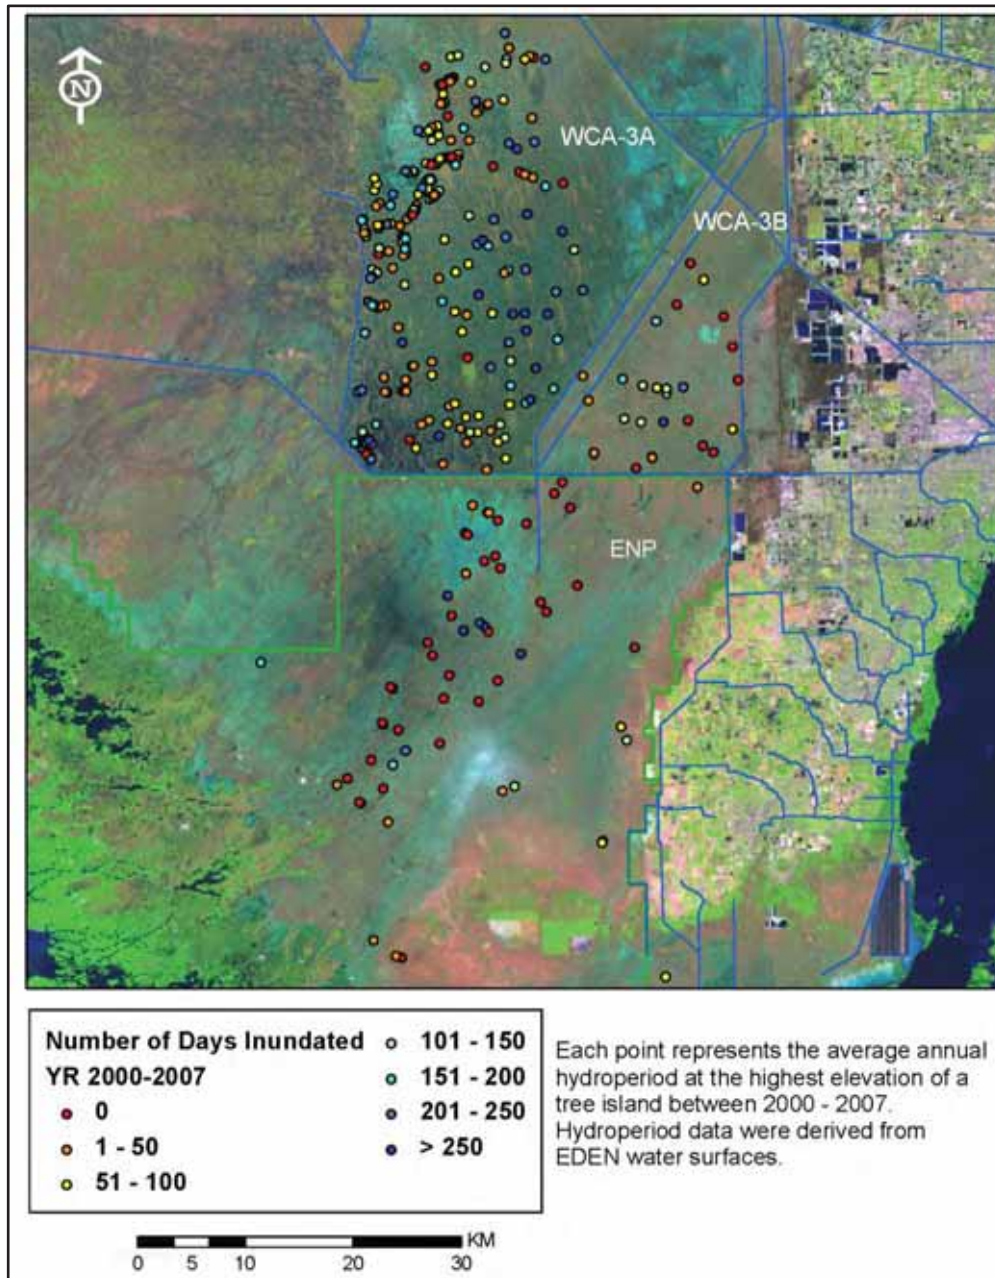 N
WCA-3A
WCA-3B
ENP
Number of Days Inundated
YR 2000-2007
0
1 - 50
51 - 100
101 - 150
151 - 200
201 - 250
> 250
Each point represents the average annual
hydroperiod at the highest elevation of a
tree island between 2000 - 2007.
Hydroperiod data were derived from
EDEN water surfaces.
KM
0 5 10 20 30